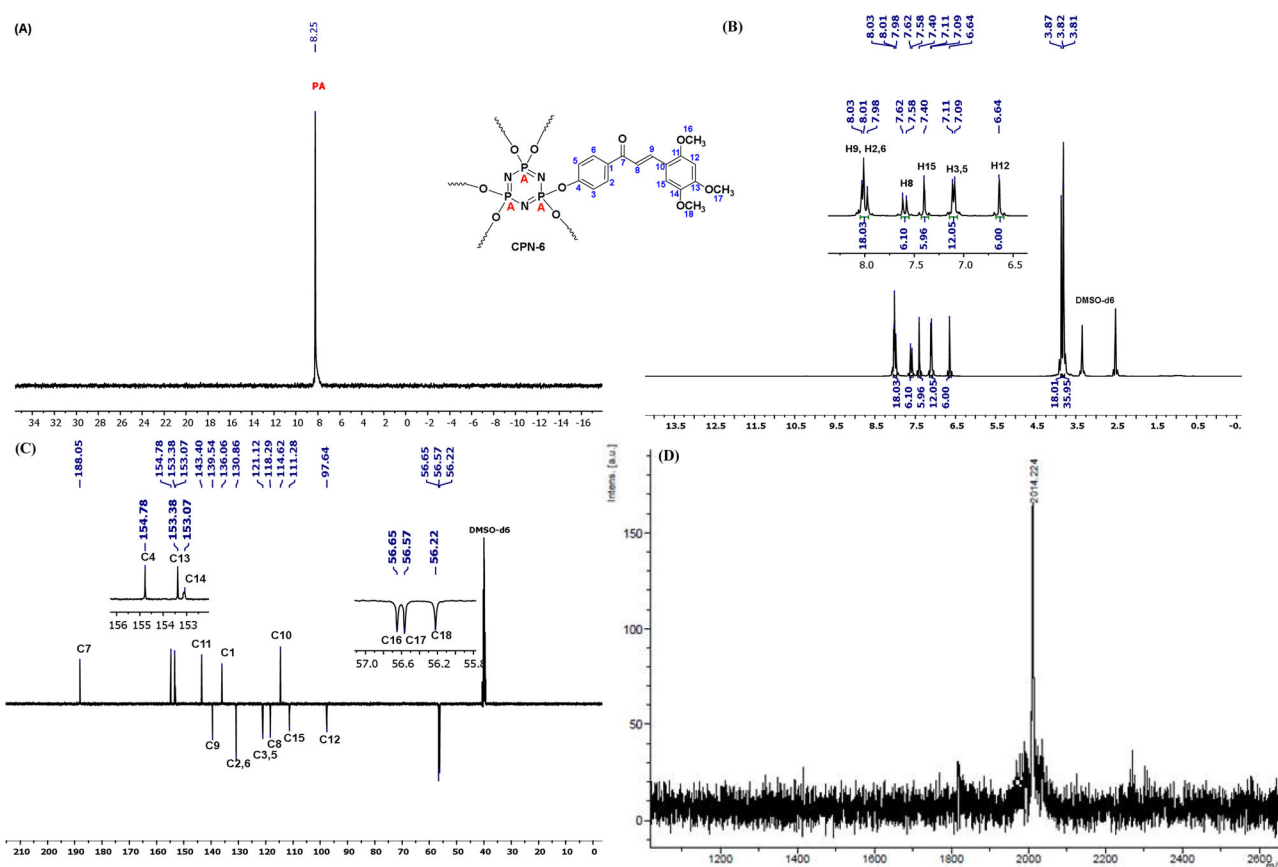 (A)
8.25
PA
O
O
O
P
A
N
N
O
P
A
P
A
N
O
O
O
CPN-6
O
7
8
9
10
11
12
13
14
15
16
17
18
1
2
3
4
5
6
OCH3
OCH3
OCH3
34 32 30 28 26 24 22 20 18 16 14 12 10 8 6 4 2 0 -2 -4 -6 -8 -10 -12 -14 -16
(B)
8.03
8.01
7.98
7.62
7.58
7.40
7.11
7.09
6.64
3.87
3.82
3.81
8.03
8.01
7.98
7.62
7.58
7.40
7.11
7.09
6.64
H9, H2,6
H8
H15
H3,5
H12
18.03
6.10
5.96
12.05
6.00
8.0 7.5 7.0 6.5
DMSO-d6
18.03
6.10
5.96
12.05
6.00
18.01
35.95
13.5 12.5 11.5 10.5 9.5 8.5 7.5 6.5 5.5 4.5 3.5 2.5 1.5 0.5 -0.
(C)
188.05
154.78
153.38
153.07
143.40
139.54
136.06
130.86
121.12
118.29
114.62
111.28
97.64
56.65
56.57
56.22
154.78
153.38
153.07
C4
C13
C14
156 155 154 153
56.65
56.57
56.22
C16 C17 C18
57.0 56.6 56.2 55.8
DMSO-d6
C7
C11
C1
C10
C9
C2,6
C3,5
C8
C15
C12
210 200 190 180 170 160 150 140 130 120 110 100 90 80 70 60 50 40 30 20 10 0
(D)
Intens. [a.u.]
2014.224
150
100
50
0
1200 1400 1600 1800 2000 2200 2400 2600